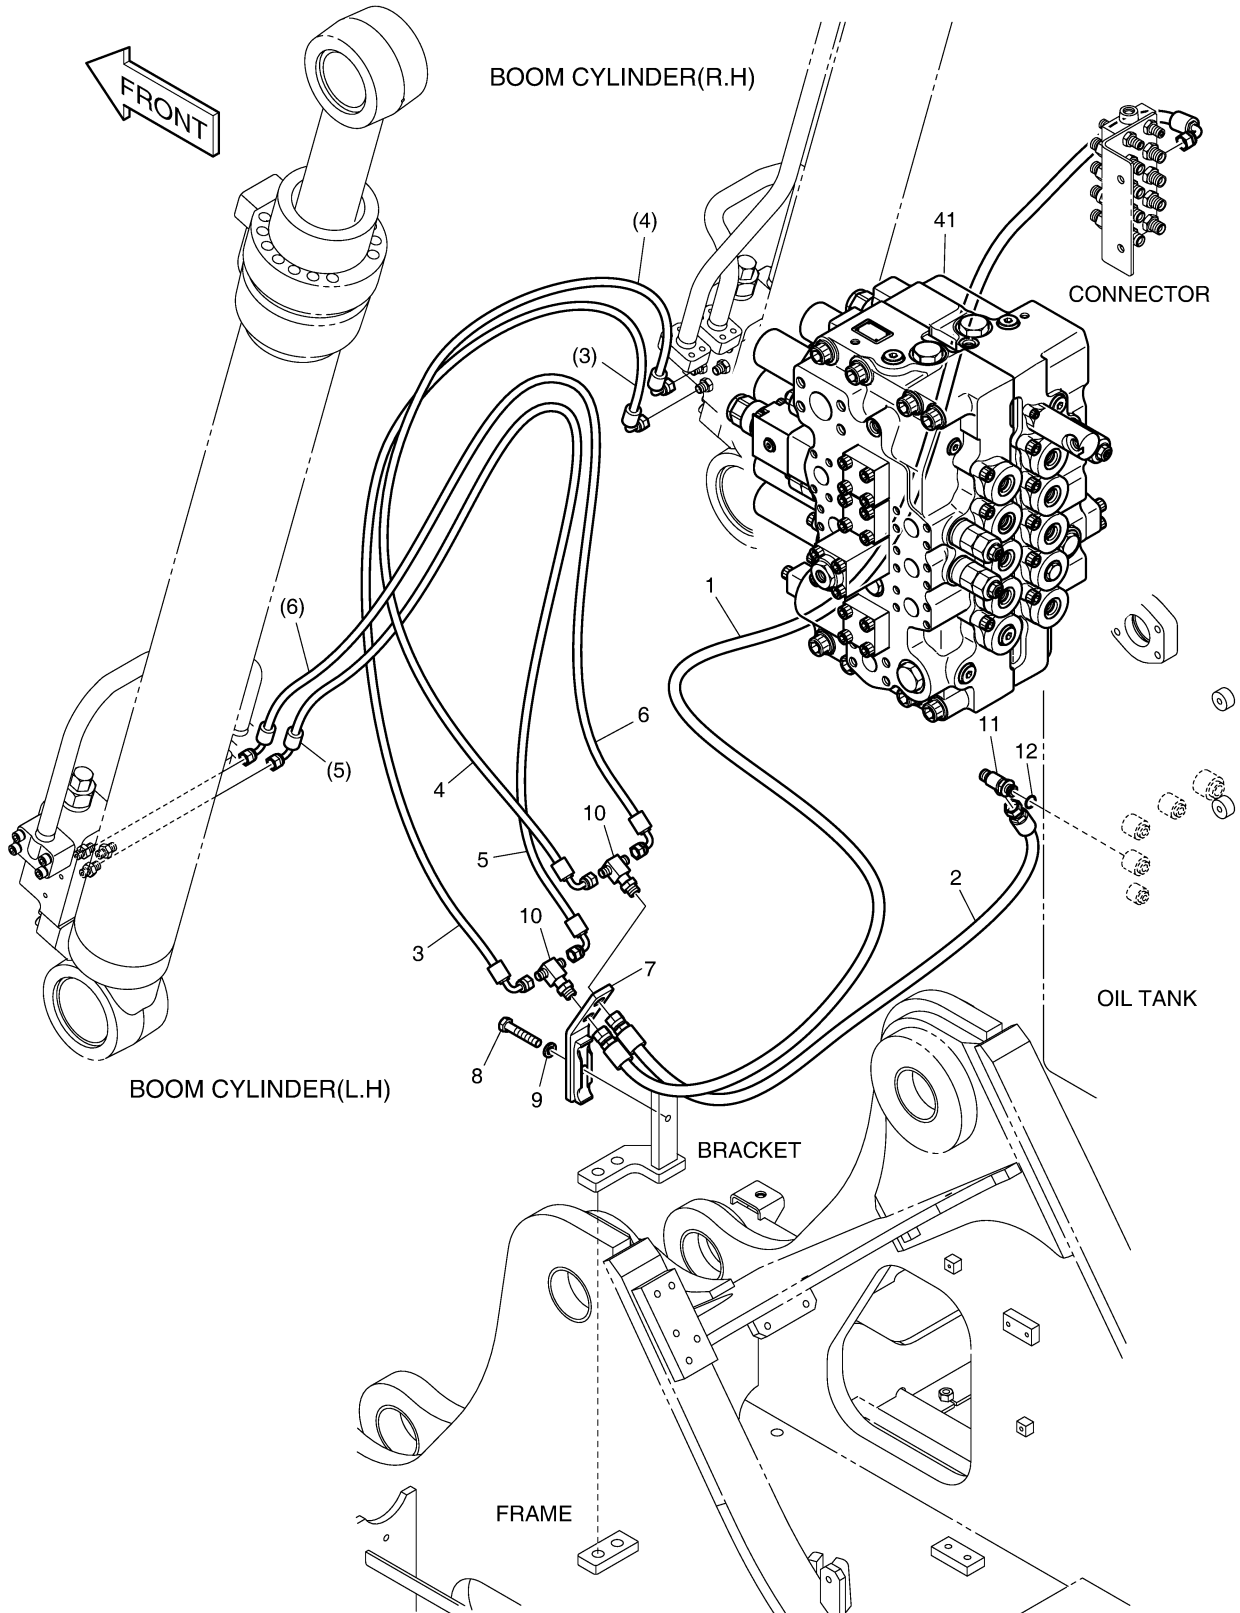 FRONT
BOOM CYLINDER(R.H)
(4)
41
CONNECTOR
(3)
1
(6)
6
11
12
(5)
4
10
5
2
10
3
7
OIL TANK
8
9
BOOM CYLINDER(L.H)
BRACKET
FRAME